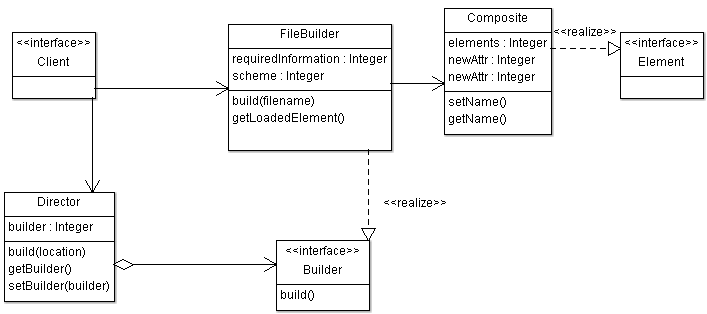 <<interface>>
Client
FileBuilder
requiredInformation : Integer
scheme : Integer
build(filename)
getLoadedElement()
Composite
elements : Integer
newAttr : Integer
newAttr : Integer
setName()
getName()
<<realize>>
<<interface>>
Element
<<realize>>
Director
builder : Integer
build(location)
getBuilder()
setBuilder(builder)
<<interface>>
Builder
build()